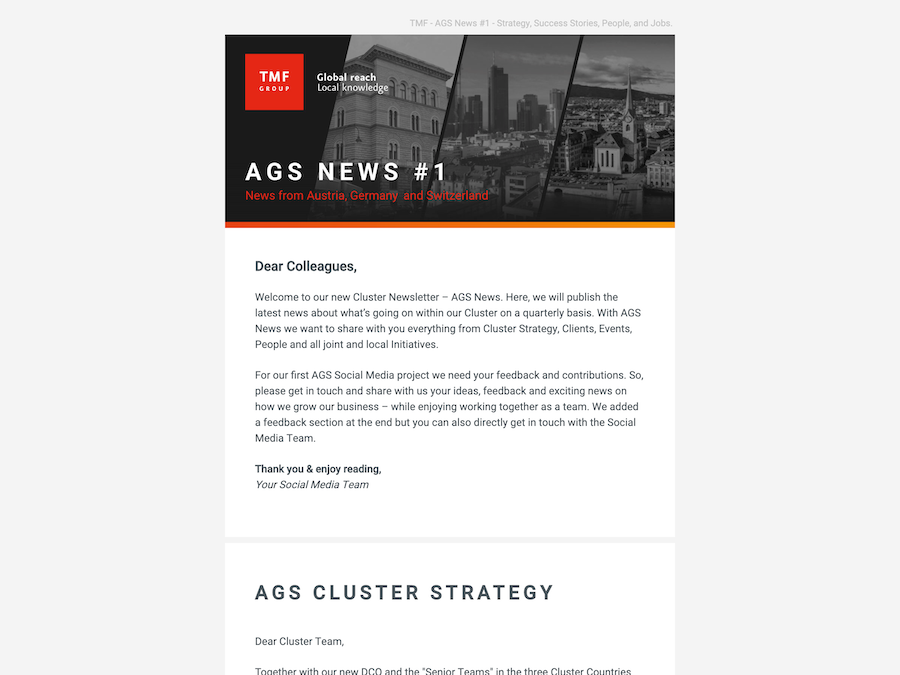 TMF - AGS News #1 - Strategy, Success Stories, People, and Jobs.
TMF
GROUP
Global reach
Local knowledge
AGS NEWS #1
News from Austria, Germany and Switzerland
Dear Colleagues,
Welcome to our new Cluster Newsletter – AGS News. Here, we will publish the
latest news about what's going on within our Cluster on a quarterly basis. With AGS
News we want to share with you everything from Cluster Strategy, Clients, Events,
People and all joint and local Initiatives.
For our first AGS Social Media project we need your feedback and contributions. So,
please get in touch and share with us your ideas, feedback and exciting news on
how we grow our business – while enjoying working together as a team. We added
a feedback section at the end but you can also directly get in touch with the Social
Media Team.
Thank you & enjoy reading,
Your Social Media Team
AGS CLUSTER STRATEGY
Dear Cluster Team,
Together with our new DCO and the "Senior Teams" in the three Cluster Countries